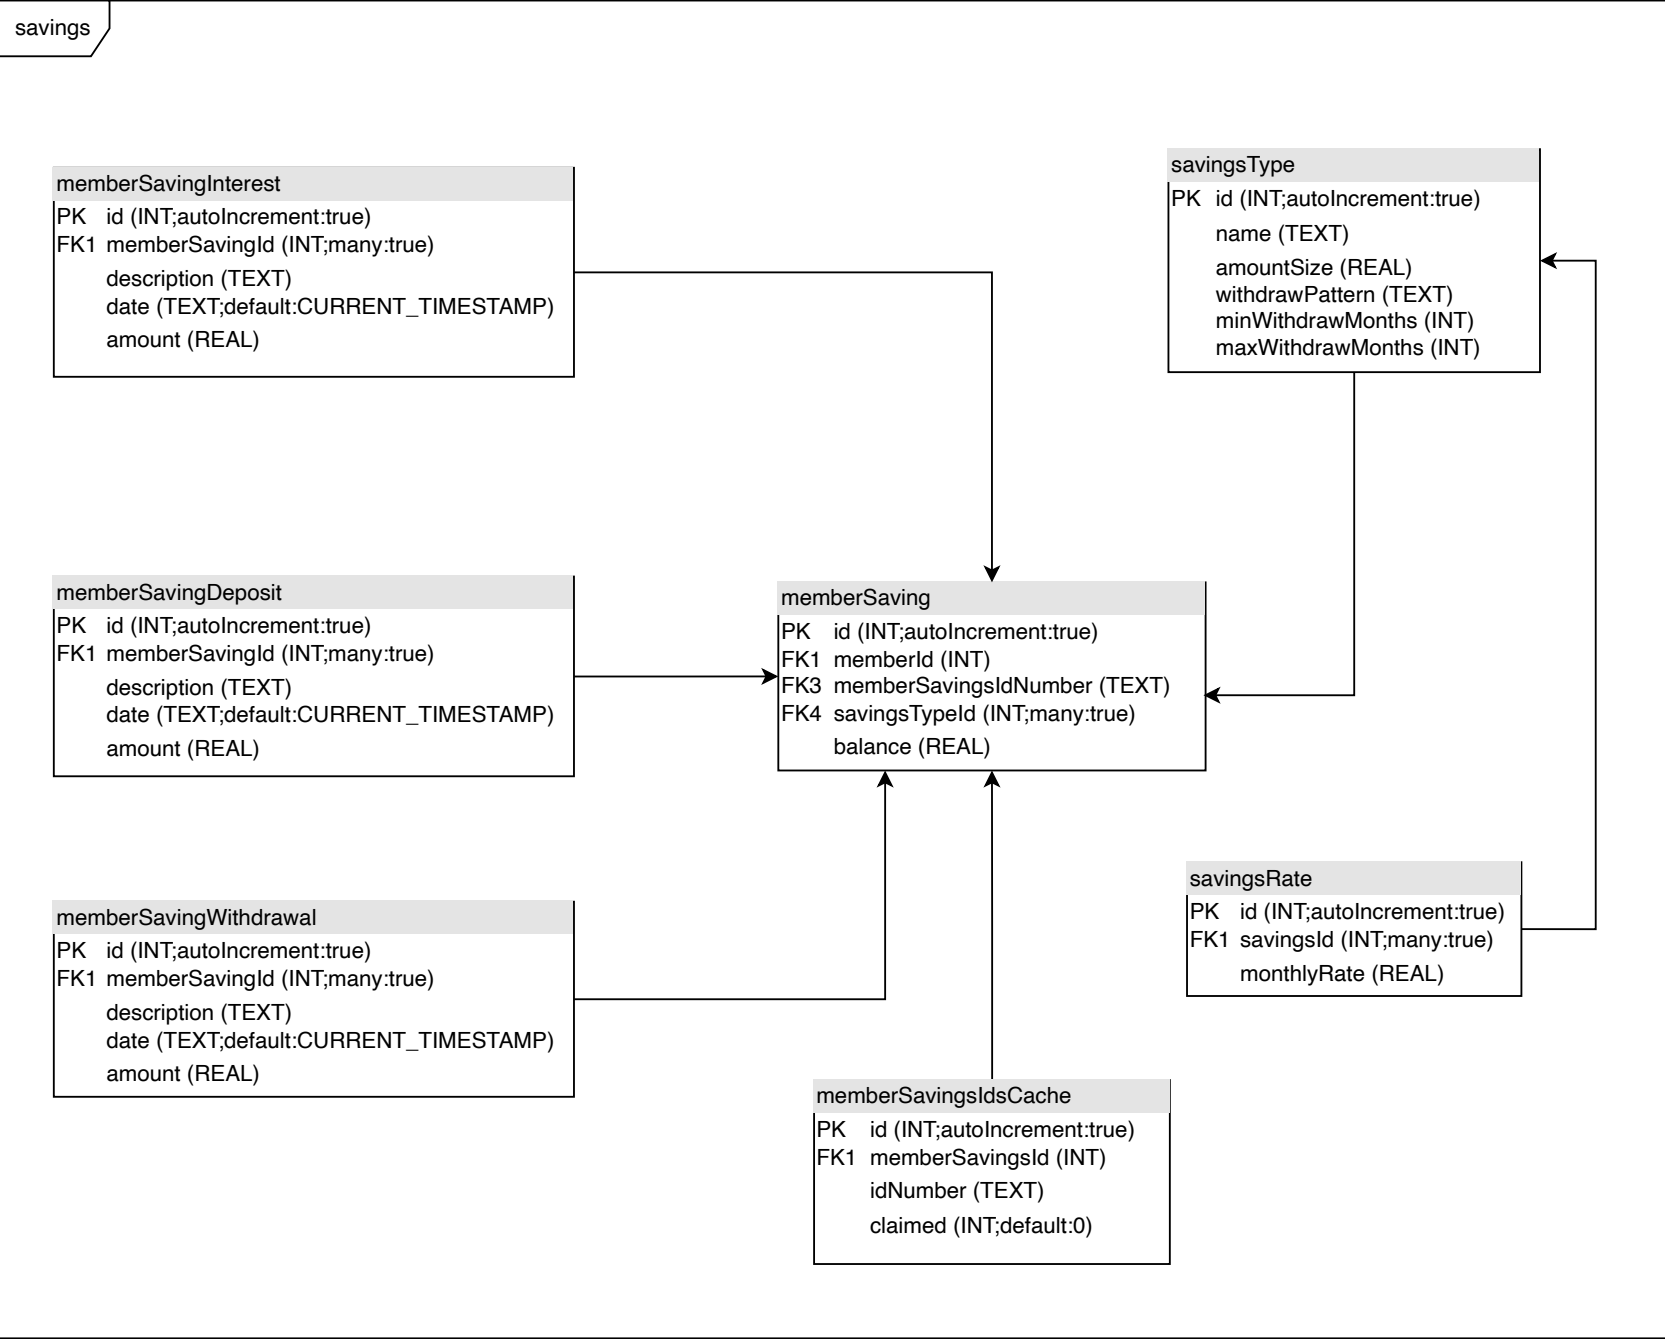 savings
memberSavingInterest
PK id (INT;autoIncrement:true)
FK1 memberSavingId (INT;many:true)
description (TEXT)
date (TEXT;default:CURRENT_TIMESTAMP)
amount (REAL)
savingsType
PK id (INT;autoIncrement:true)
name (TEXT)
amountSize (REAL)
withdrawPattern (TEXT)
minWithdrawMonths (INT)
maxWithdrawMonths (INT)
memberSavingDeposit
PK id (INT;autoIncrement:true)
FK1 memberSavingId (INT;many:true)
description (TEXT)
date (TEXT;default:CURRENT_TIMESTAMP)
amount (REAL)
memberSaving
PK id (INT;autoIncrement:true)
FK1 memberId (INT)
FK3 memberSavingsIdNumber (TEXT)
FK4 savingsTypeId (INT;many:true)
balance (REAL)
savingsRate
PK id (INT;autoIncrement:true)
FK1 savingsId (INT;many:true)
monthlyRate (REAL)
memberSavingWithdrawal
PK id (INT;autoIncrement:true)
FK1 memberSavingId (INT;many:true)
description (TEXT)
date (TEXT;default:CURRENT_TIMESTAMP)
amount (REAL)
memberSavingsIdsCache
PK id (INT;autoIncrement:true)
FK1 memberSavingsId (INT)
idNumber (TEXT)
claimed (INT;default:0)